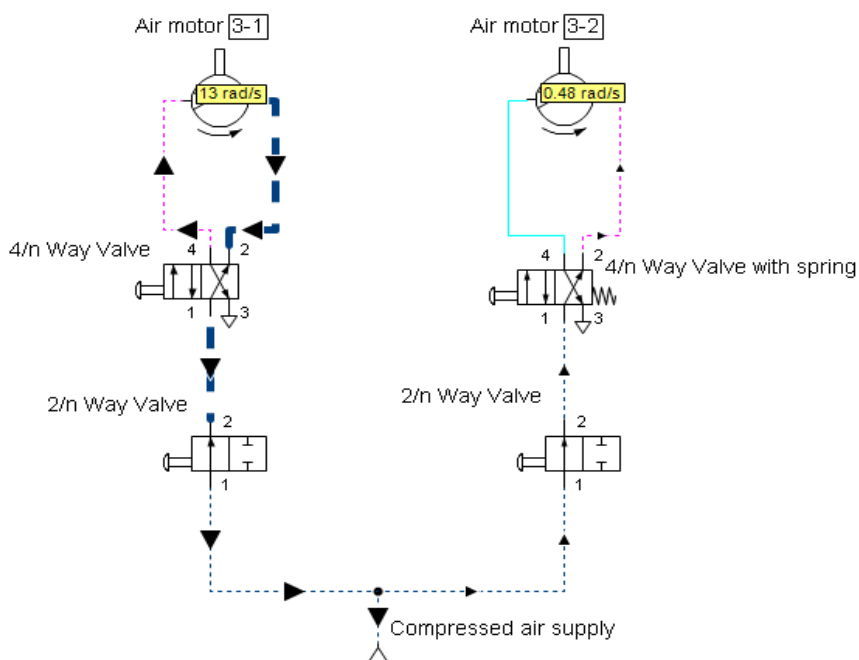 Air motor 3-1
Air motor 3-2
13 rad/s
0.48 rad/s
4/n Way Valve
4 2
1 3
4 2
4/n Way Valve with spring
1 3
2/n Way Valve
2
1
2/n Way Valve
2
1
Compressed air supply